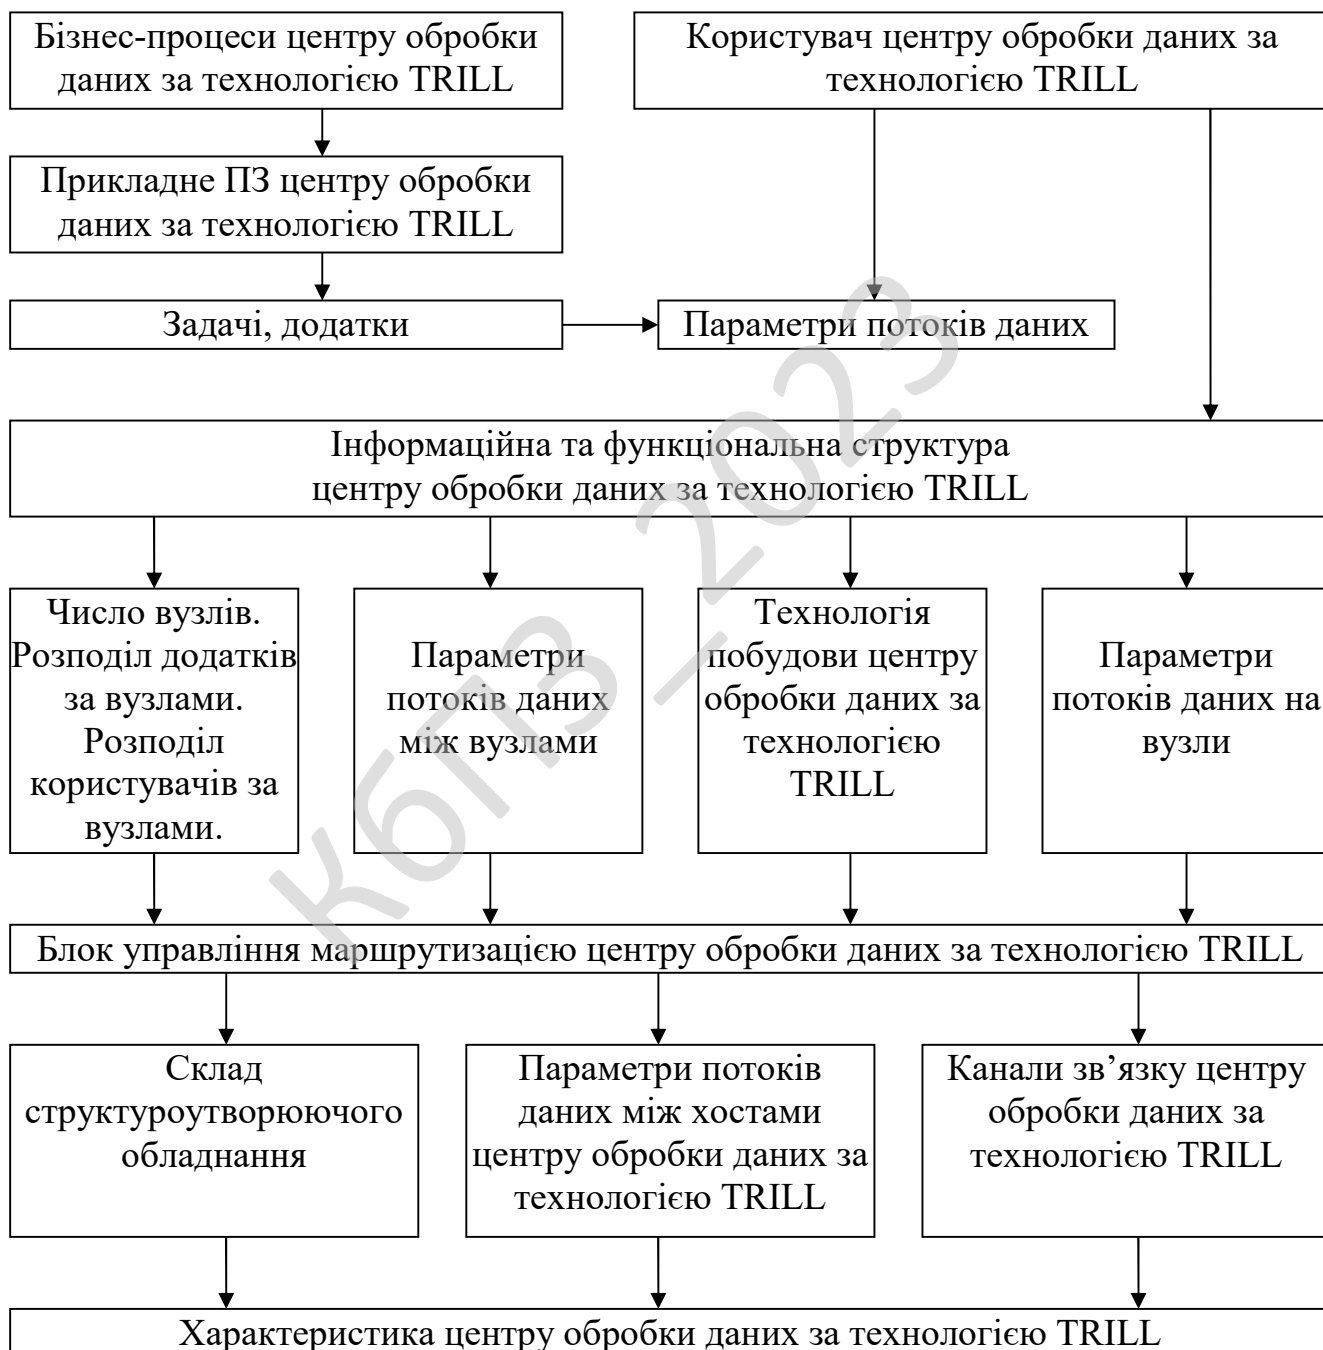 Бізнес-процеси центру обробки
даних за технологією TRILL
Користувач центру обробки даних за
технологією TRILL
Прикладне ПЗ центру обробки
даних за технологією TRILL
Задачі, додатки
Параметри потоків даних
Інформаційна та функціональна структура
центру обробки даних за технологією TRILL
Число вузлів.
Розподіл додатків
за вузлами.
Розподіл
користувачів за
вузлами.
Параметри
потоків даних
між вузлами
Технологія
побудови центру
обробки даних за
технологією
TRILL
Параметри
потоків даних на
вузли
Блок управління маршрутизацією центру обробки даних за технологією TRILL
Склад
структуроутворюючого
обладнання
Параметри потоків
даних між хостами
центру обробки даних за
технологією TRILL
Канали зв’язку центру
обробки даних за
технологією TRILL
Характеристика центру обробки даних за технологією TRILL
КбПЗ_2023